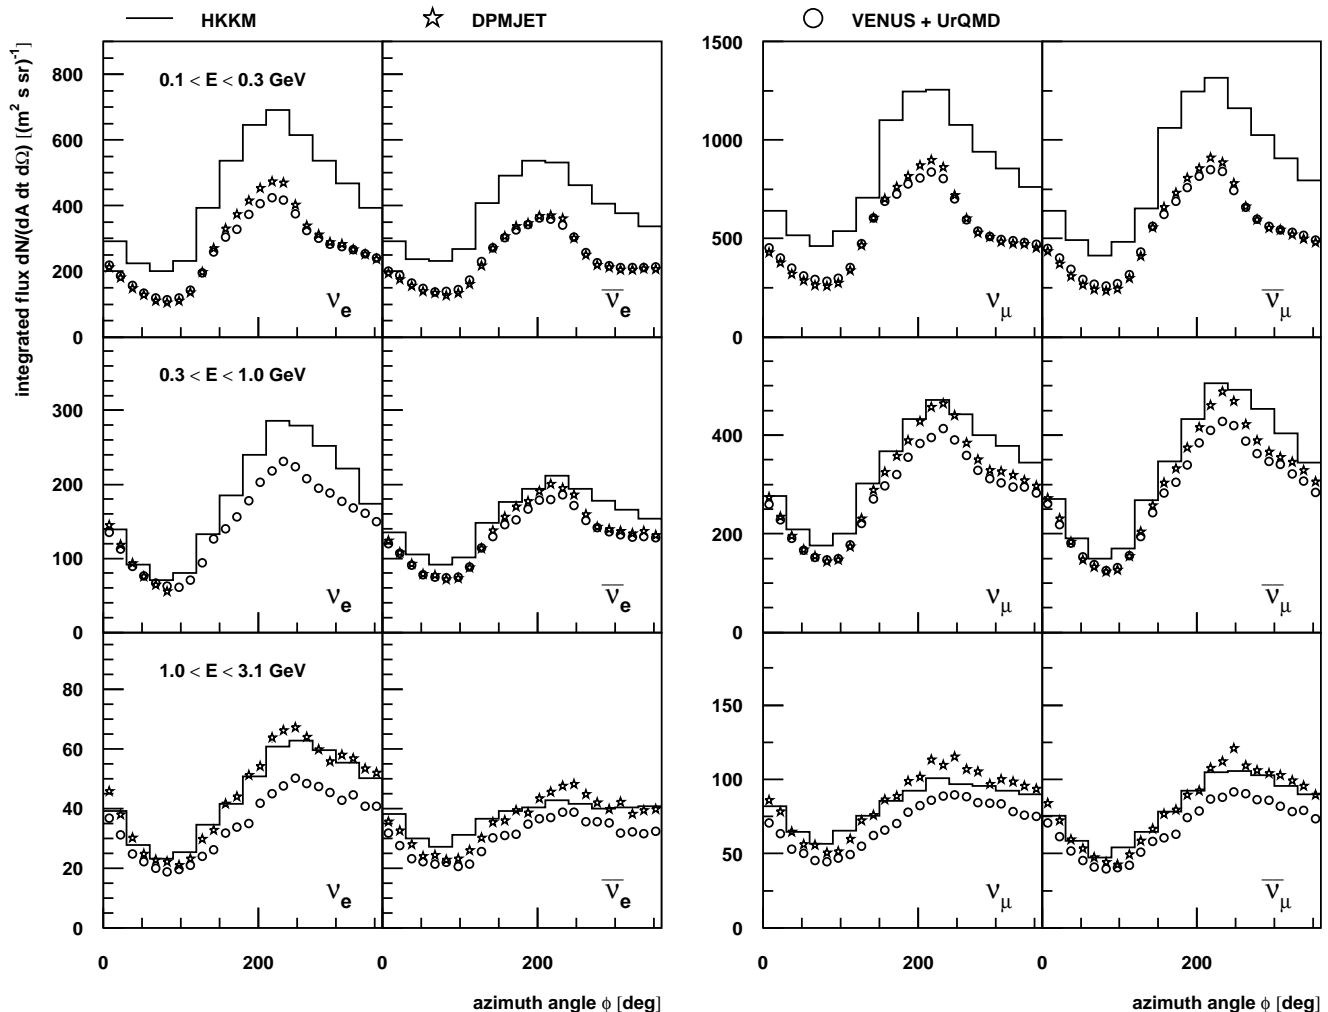 HKKM DPMJET VENUS + UrQMD
integrated flux dN/(dA dt dΩ) [(m² s sr)⁻¹]
0.1 < E < 0.3 GeV
800
600
400
200
0
νe
ν̅e
1500
1000
500
0
νμ
ν̅μ
0.3 < E < 1.0 GeV
300
200
100
0
νe
ν̅e
400
200
0
νμ
ν̅μ
1.0 < E < 3.1 GeV
80
60
40
20
0
νe
ν̅e
150
100
50
0
νμ
ν̅μ
0 200 0 200 0 200 0 200
azimuth angle ϕ [deg] azimuth angle ϕ [deg]